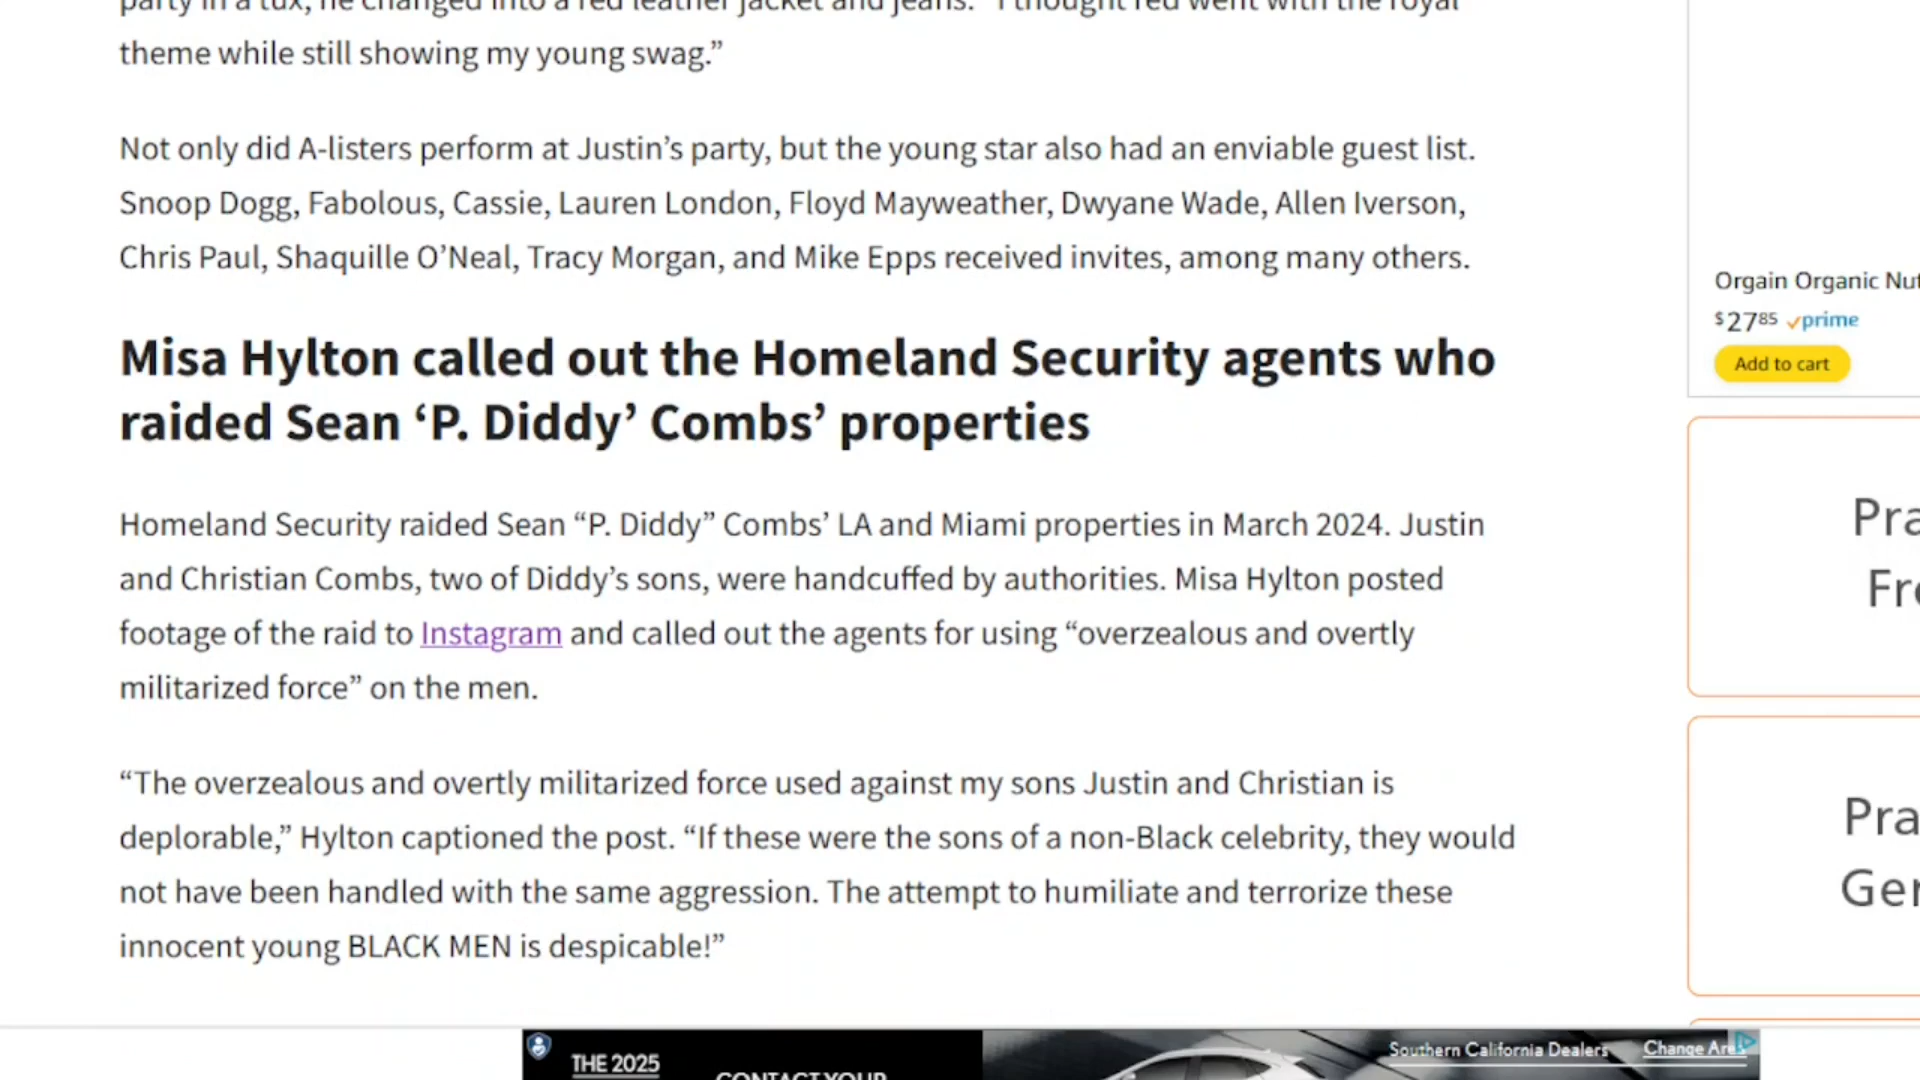 party in a tux, he changed into a red leather jacket and jeans. “I thought red went with the royal
theme while still showing my young swag.”
Not only did A-listers perform at Justin’s party, but the young star also had an enviable guest list.
Snoop Dogg, Fabolous, Cassie, Lauren London, Floyd Mayweather, Dwyane Wade, Allen Iverson,
Chris Paul, Shaquille O’Neal, Tracy Morgan, and Mike Epps received invites, among many others.
Misa Hylton called out the Homeland Security agents who
raided Sean ‘P. Diddy’ Combs’ properties
Homeland Security raided Sean “P. Diddy” Combs’ LA and Miami properties in March 2024. Justin
and Christian Combs, two of Diddy’s sons, were handcuffed by authorities. Misa Hylton posted
footage of the raid to Instagram and called out the agents for using “overzealous and overtly
militarized force” on the men.
“The overzealous and overtly militarized force used against my sons Justin and Christian is
deplorable,” Hylton captioned the post. “If these were the sons of a non-Black celebrity, they would
not have been handled with the same aggression. The attempt to humiliate and terrorize these
innocent young BLACK MEN is despicable!”
Orgain Organic Nut
$2785 prime
Add to cart
Pra
Fre
Pra
Ger
THE 2025
CONTACT YOUR
Southern California Dealers
Change Area